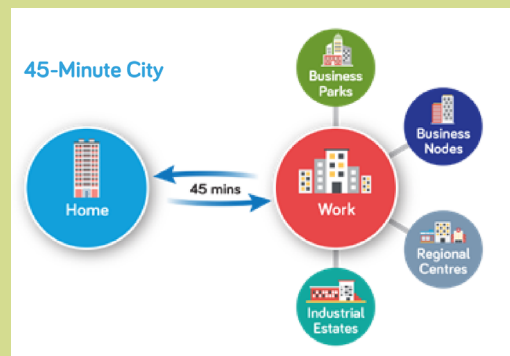 45-Minute City
Business
Parks
Business
Nodes
45 mins
Home
Work
Regional
Centres
Industrial
Estates